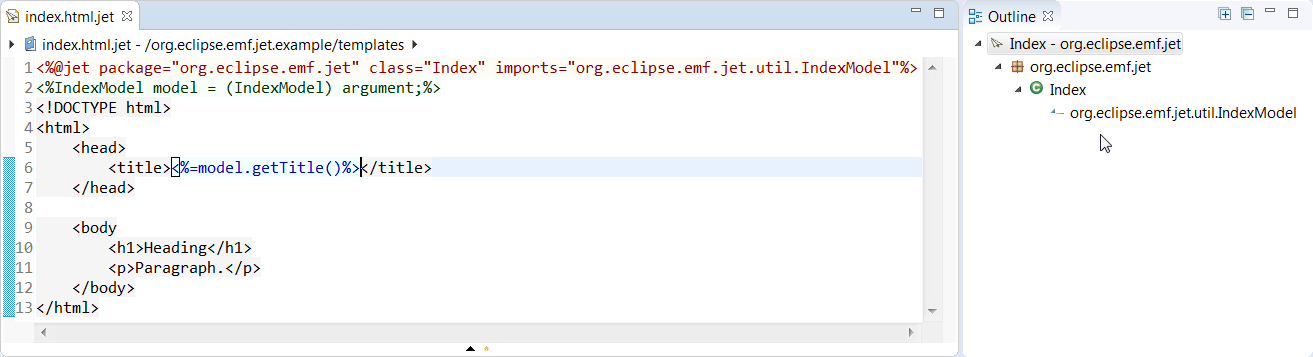 index.html.jet
index.html.jet - /org.eclipse.emf.jet.example/templates
1 <%@jet package="org.eclipse.emf.jet" class="Index" imports="org.eclipse.emf.jet.util.IndexModel"%>
2 <%IndexModel model = (IndexModel) argument;%>
3 <!DOCTYPE html>
4 <html>
5     <head>
6         <title><%=model.getTitle()%></title>
7     </head>
8
9     <body
10         <h1>Heading</h1>
11         <p>Paragraph.</p>
12     </body>
13 </html>
Outline
Index - org.eclipse.emf.jet
org.eclipse.emf.jet
Index
org.eclipse.emf.jet.util.IndexModel